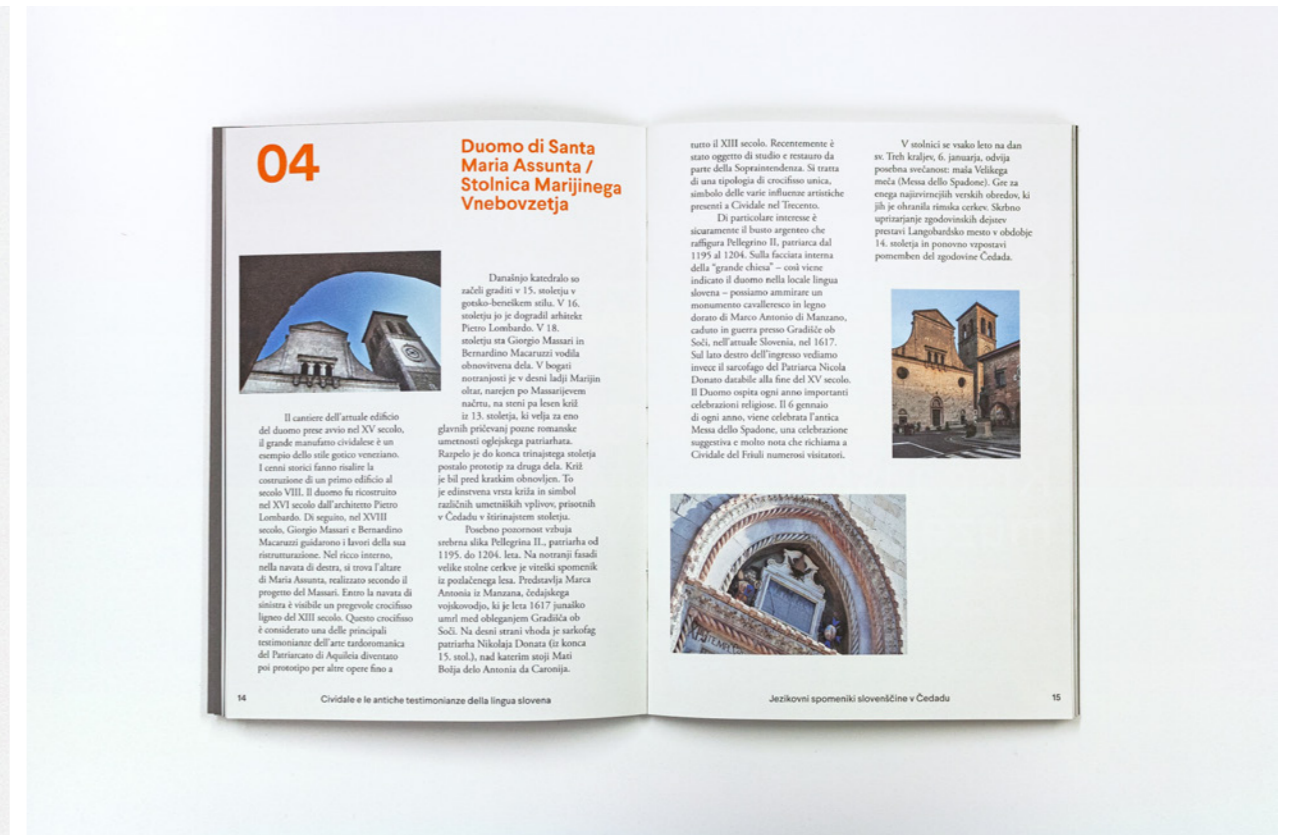 04
Duomo di Santa
Maria Assunta /
Stolnica Marijinega
Vnebovzetja
Il cantiere dell'attuale edificio
del duomo prese avvio nel XV secolo,
il grande manufatto cividalese è un
esempio dello stile gotico veneziano.
I cenni storici fanno risalire la
costruzione di un primo edificio al
secolo VIII. Il duomo fu ricostruito
nel XVI secolo dall'architetto Pietro
Lombardo. Di seguito, nel XVIII
secolo, Giorgio Massari e Bernardino
Macaruzzi guidarono i lavori della sua
ristrutturazione. Nel ricco interno,
nella navata di destra, si trova l'altare
di Maria Assunta, realizzato secondo il
progetto del Massari. Entro la navata di
sinistra è visibile un pregevole crocifisso
ligneo del XIII secolo. Questo crocifisso
è considerato una delle principali
testimonianze dell'arte tardoromanica
del Patriarcato di Aquileia diventato
poi prototipo per altre opere fino a
Današnjo katedralo so
začeli graditi v 15. stoletju v
gotsko-beneškem stilu. V 16.
stoletju jo je dogradil arhitekt
Pietro Lombardo. V 18.
stoletju sta Giorgio Massari in
Bernardino Macaruzzi vodila
obnovitvena dela. V bogati
notranjosti je v desni ladji Marijin
oltar, narejen po Massarijevem
načrtu, na steni pa lesen križ
iz 13. stoletja, ki velja za eno
glavnih pričevanj pozne romanske
umetnosti oglejskega patriarhata.
Razpelo je do konca trinajstega stoletja
postalo prototip za druga dela. Križ
je bil pred kratkim obnovljen. To
je edinstvena vrsta križa in simbol
različnih umetniških vplivov, prisotnih
v Čedadu v štirinajstem stoletju.
Posebno pozornost vzbuja
srebrna slika Pellegrina II., patriarha od
1195. do 1204. leta. Na notranji fasadi
velike stolne cerkve je viteški spomenik
iz pozlačenega lesa. Predstavlja Marca
Antonia iz Manzana, čedajskega
vojskovodjo, ki je leta 1617 junaško
umrl med obleganjem Gradišča ob
Soči. Na desni strani vhoda je sarkofag
patriarha Nikolaja Donata (iz konca
15. stol.), nad katerim stoji Mati
Božja delo Antonia da Caronija.
14
Cividale e le antiche testimonianze della lingua slovena
tutto il XIII secolo. Recentemente è
stato oggetto di studio e restauro da
parte della Sopraintendenza. Si tratta
di una tipologia di crocifisso unica,
simbolo delle varie influenze artistiche
presenti a Cividale nel Trecento.
Di particolare interesse è
sicuramente il busto argenteo che
raffigura Pellegrino II, patriarca dal
1195 al 1204. Sulla facciata interna
della "grande chiesa" – così viene
indicato il duomo nella locale lingua
slovena – possiamo ammirare un
monumento cavalleresco in legno
dorato di Marco Antonio di Manzano,
caduto in guerra presso Gradišče ob
Soči, nell'attuale Slovenia, nel 1617.
Sul lato destro dell'ingresso vediamo
invece il sarcofago del Patriarca Nicola
Donato databile alla fine del XV secolo.
Il Duomo ospita ogni anno importanti
celebrazioni religiose. Il 6 gennaio
di ogni anno, viene celebrata l'antica
Messa dello Spadone, una celebrazione
suggestiva e molto nota che richiama a
Cividale del Friuli numerosi visitatori.
V stolnici se vsako leto na dan
sv. Treh kraljev, 6. januarja, odvija
posebna svečanost: maša Velikega
meča (Messa dello Spadone). Gre za
enega najizvirnejših verskih obredov, ki
jih je ohranila rimska cerkev. Skrbno
uprizarjanje zgodovinskih dejstev
prestavi Langobardsko mesto v obdobje
14. stoletja in ponovno vzpostavi
pomemben del zgodovine Čedada.
Jezikovni spomeniki slovenščine v Čedadu
15